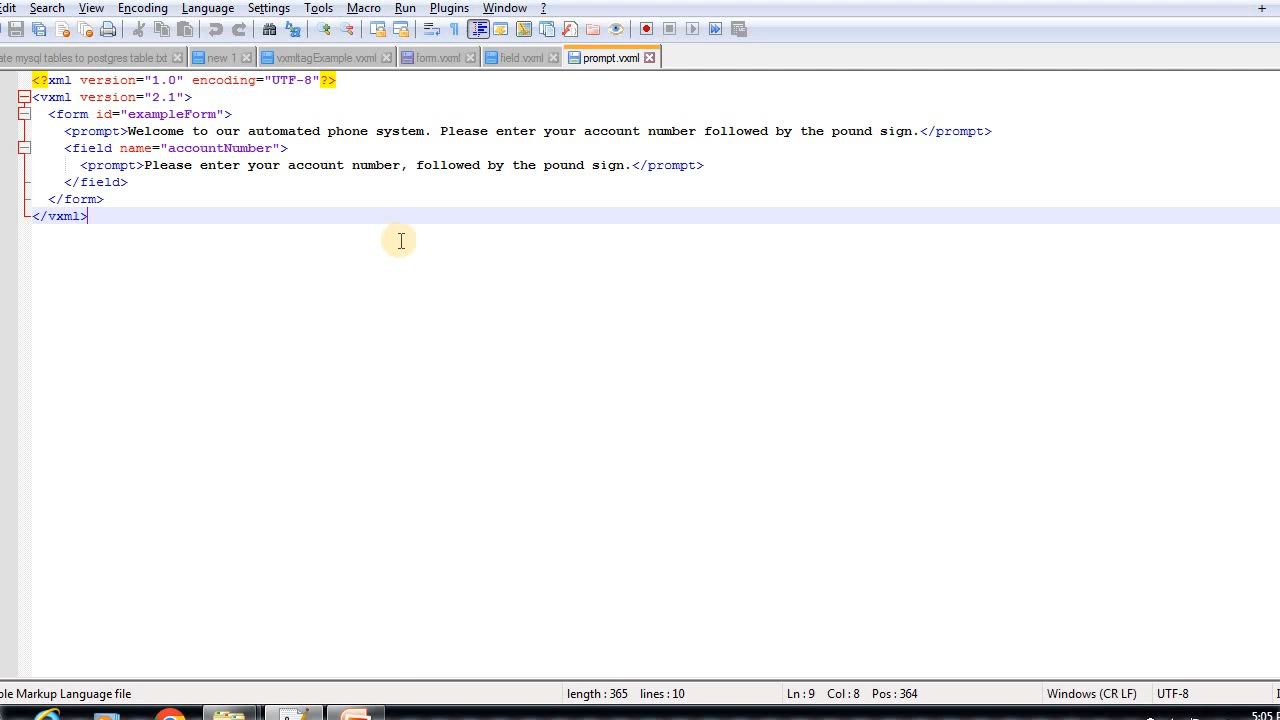 dit Search View Encoding Language Settings Tools Macro Run Plugins Window ? +
ate mysql tables to postgres table.txt new 1 vxmltagExample.vxml form.vxml field.vxml prompt.vxml
<?xml version="1.0" encoding="UTF-8"?>
<vxml version="2.1">
<form id="exampleForm">
<prompt>Welcome to our automated phone system. Please enter your account number followed by the pound sign.</prompt>
<field name="accountNumber">
<prompt>Please enter your account number, followed by the pound sign.</prompt>
</field>
</form>
</vxml>
ole Markup Language file length : 365 lines : 10 Ln : 9 Col : 8 Pos : 364 Windows (CR LF) UTF-8
5:05